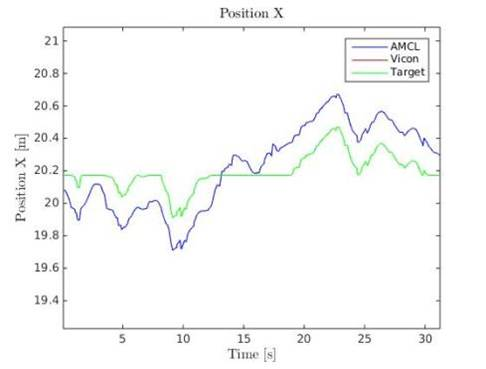 Position X
AMCL
Vicon
Target
Position X [m]
21
20.8
20.6
20.4
20.2
20
19.8
19.6
19.4
5 10 15 20 25 30
Time [s]